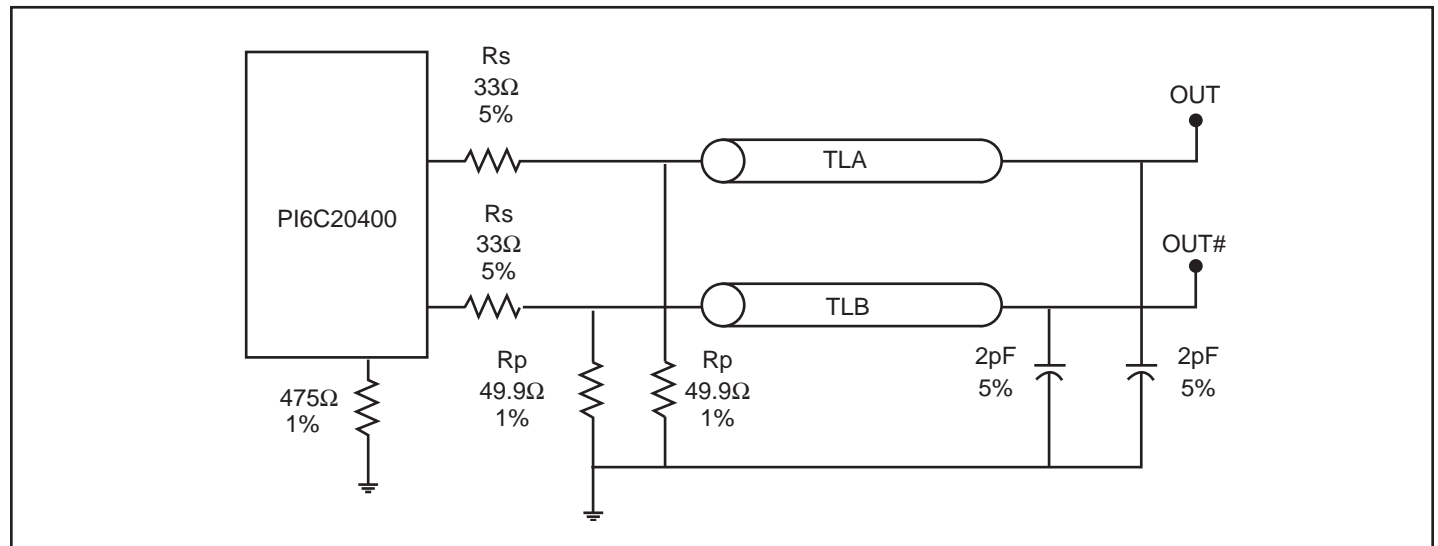 Rs
33Ω
5%
OUT
TLA
PI6C20400
Rs
33Ω
5%
OUT#
TLB
475Ω
1%
Rp
49.9Ω
1%
Rp
49.9Ω
1%
2pF
5%
2pF
5%